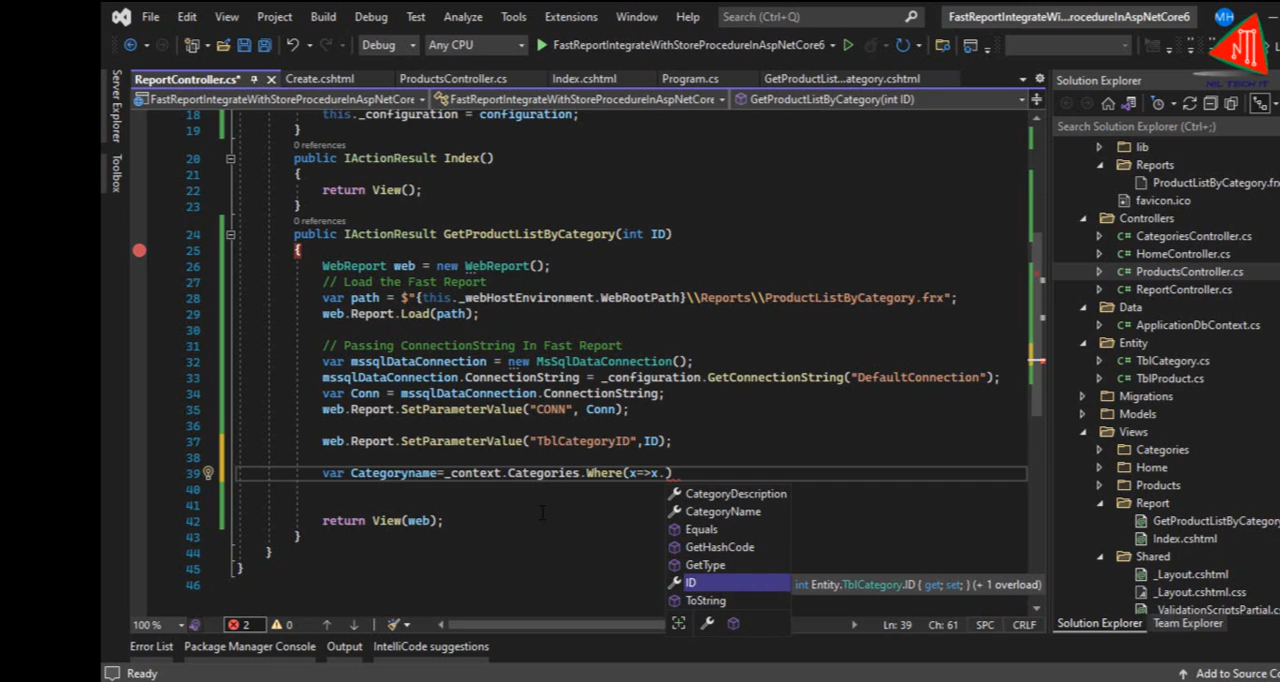 File Edit View Project Build Debug Test Analyze Tools Extensions Window Help Search (Ctrl+Q) FastReportIntegrateWi...rocedureInAspNetCore6 MH
Debug Any CPU FastReportIntegrateWithStoreProcedureInAspNetCore6
NIL TECH IT
ReportController.cs* Create.cshtml ProductsController.cs Index.cshtml Program.cs GetProductList...ategory.cshtml
FastReportIntegrateWithStoreProcedureInAspNetCore FastReportIntegrateWithStoreProcedureInAspNetCore GetProductListByCategory(int ID)
Server Explorer
Toolbox
18 this._configuration = configuration;
19 }
0 references
20 public IActionResult Index()
21 {
22 return View();
23 }
0 references
24 public IActionResult GetProductListByCategory(int ID)
25 {
26 WebReport web = new WebReport();
27 // Load the Fast Report
28 var path = $"{this._webHostEnvironment.WebRootPath}\\Reports\\ProductListByCategory.frx";
29 web.Report.Load(path);
30
31 // Passing ConnectionString In Fast Report
32 var mssqlDataConnection = new MsSqlDataConnection();
33 mssqlDataConnection.ConnectionString = _configuration.GetConnectionString("DefaultConnection");
34 var Conn = mssqlDataConnection.ConnectionString;
35 web.Report.SetParameterValue("CONN", Conn);
36
37 web.Report.SetParameterValue("TblCategoryID",ID);
38
39 var Categoryname=_context.Categories.Where(x=>x.)
40
41
42 return View(web);
43 }
44 }
45 }
46
CategoryDescription
CategoryName
Equals
GetHashCode
GetType
ID
ToString
int Entity.TblCategory.ID { get; set; } (+ 1 overload)
100 % 2 0 Ln: 39 Ch: 61 SPC CRLF
Error List Package Manager Console Output IntelliCode suggestions
Ready Add to Source Co
Solution Explorer
Search Solution Explorer (Ctrl+;)
lib
Reports
ProductListByCategory.frx
favicon.ico
Controllers
C# CategoriesController.cs
C# HomeController.cs
C# ProductsController.cs
C# ReportController.cs
Data
C# ApplicationDbContext.cs
Entity
C# TblCategory.cs
C# TblProduct.cs
Migrations
Models
Views
Categories
Home
Products
Report
GetProductListByCategory
Index.cshtml
Shared
_Layout.cshtml
_Layout.cshtml.css
_ValidationScriptsPartial.
Solution Explorer Team Explorer